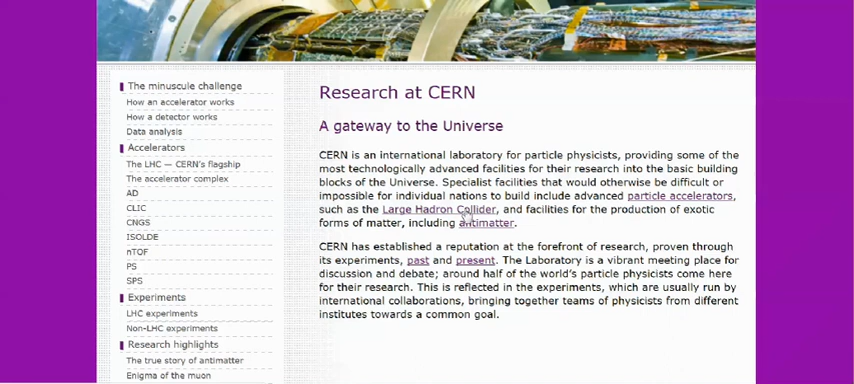 The minuscule challenge
How an accelerator works
How a detector works
Data analysis
Accelerators
The LHC — CERN's flagship
The accelerator complex
AD
CLIC
CNGS
ISOLDE
nTOF
PS
SPS
Experiments
LHC experiments
Non-LHC experiments
Research highlights
The true story of antimatter
Enigma of the muon
Research at CERN
A gateway to the Universe
CERN is an international laboratory for particle physicists, providing some of the
most technologically advanced facilities for their research into the basic building
blocks of the Universe. Specialist facilities that would otherwise be difficult or
impossible for individual nations to build include advanced particle accelerators,
such as the Large Hadron Collider, and facilities for the production of exotic
forms of matter, including antimatter.
CERN has established a reputation at the forefront of research, proven through
its experiments, past and present. The Laboratory is a vibrant meeting place for
discussion and debate; around half of the world's particle physicists come here
for their research. This is reflected in the experiments, which are usually run by
international collaborations, bringing together teams of physicists from different
institutes towards a common goal.